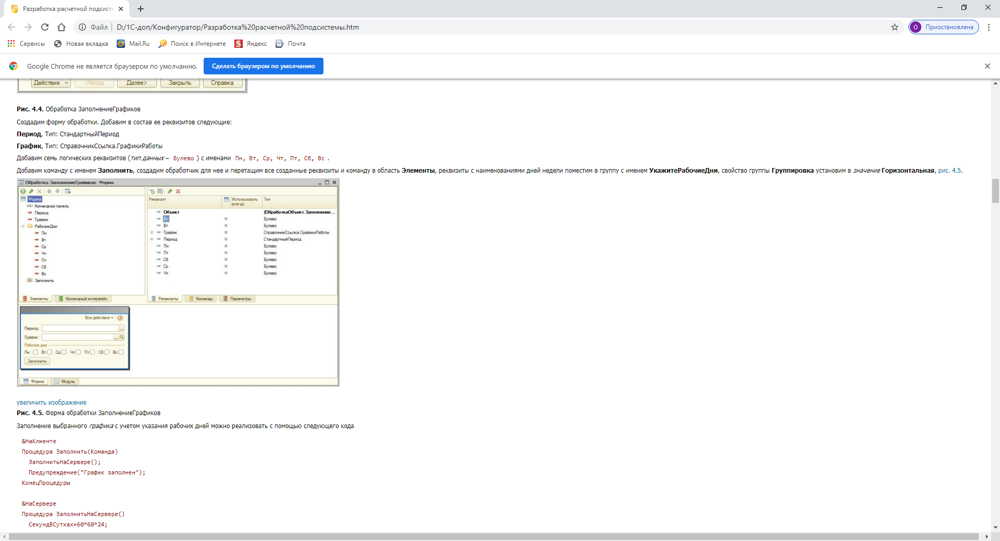 Разработка расчетной подсисте
Файл
D:/1С-доп/Конфигуратор/Разработка%20расчетной%20подсистемы.htm
О Приостановлена
Сервисы Новая вкладка Mail.Ru Поиск в Интернете Яндекс Почта
Google Chrome не является браузером по умолчанию. Сделать браузером по умолчанию
Действия <Назад Далее> Закрыть Справка
Рис. 4.4. Обработка ЗаполнениеГрафиков
Создадим форму обработки. Добавим в состав ее реквизитов следующие:
Период, Тип: СтандартныйПериод
График, Тип: СправочникСсылка.ГрафикиРаботы
Добавим семь логических реквизитов (тип данных – Булево ) с именами Пн, Вт, Ср, Чт, Пт, Сб, Вс .
Добавим команду с именем Заполнить, создадим обработчик для нее и перетащим все созданные реквизиты и команду в область Элементы, реквизиты с наименованиями дней недели поместим в группу с именем УкажитеРабочиеДни, свойство группы Группировка установим в значение Горизонтальная, рис. 4.5.
Обработка ЗаполнениеГрафиков: Форма
Форма
Командная панель
Период
График
РабочиеДни
Пн
Вт
Ср
Чт
Пт
Сб
Вс
Заполнить
Элементы Командный интерфейс
Реквизит Использовать всегда Тип
Объект (ОбработкаОбъект.Заполнение...
Вс Булево
Вт Булево
График СправочникСсылка.ГрафикиРаботы
Период СтандартныйПериод
Пн Булево
Пт Булево
Сб Булево
Ср Булево
Чт Булево
Реквизиты Команды Параметры
Все действия
Период:
График:
Рабочие дни
Пн: Вт: Ср: Чт: Пт: Сб: Вс:
Заполнить
Форма Модуль
увеличить изображение
Рис. 4.5. Форма обработки ЗаполнениеГрафиков
Заполнение выбранного графика с учетом указания рабочих дней можно реализовать с помощью следующего кода
&НаКлиенте
Процедура Заполнить(Команда)
ЗаполнитьНаСервере();
Предупреждение("График заполнен");
КонецПроцедуры
&НаСервере
Процедура ЗаполнитьНаСервере()
СекундВСутках=60*60*24;